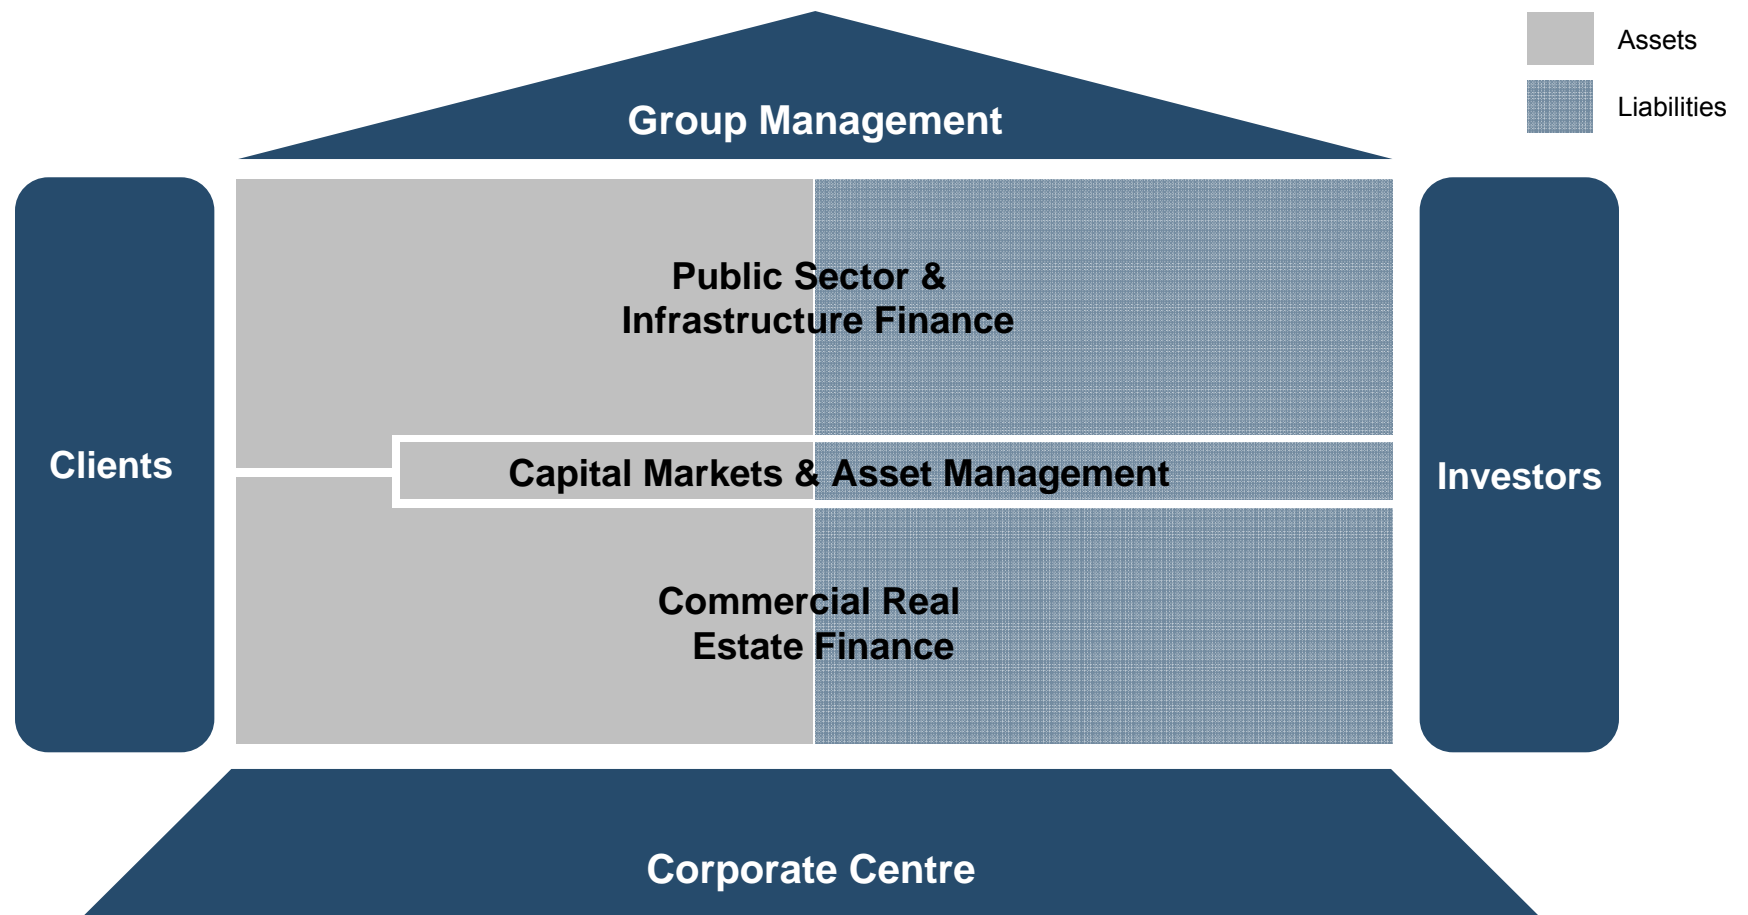 Assets
Liabilities
Group Management
Public Sector &
Infrastructure Finance
Clients
Capital Markets & Asset Management
Investors
Commercial Real
Estate Finance
Corporate Centre